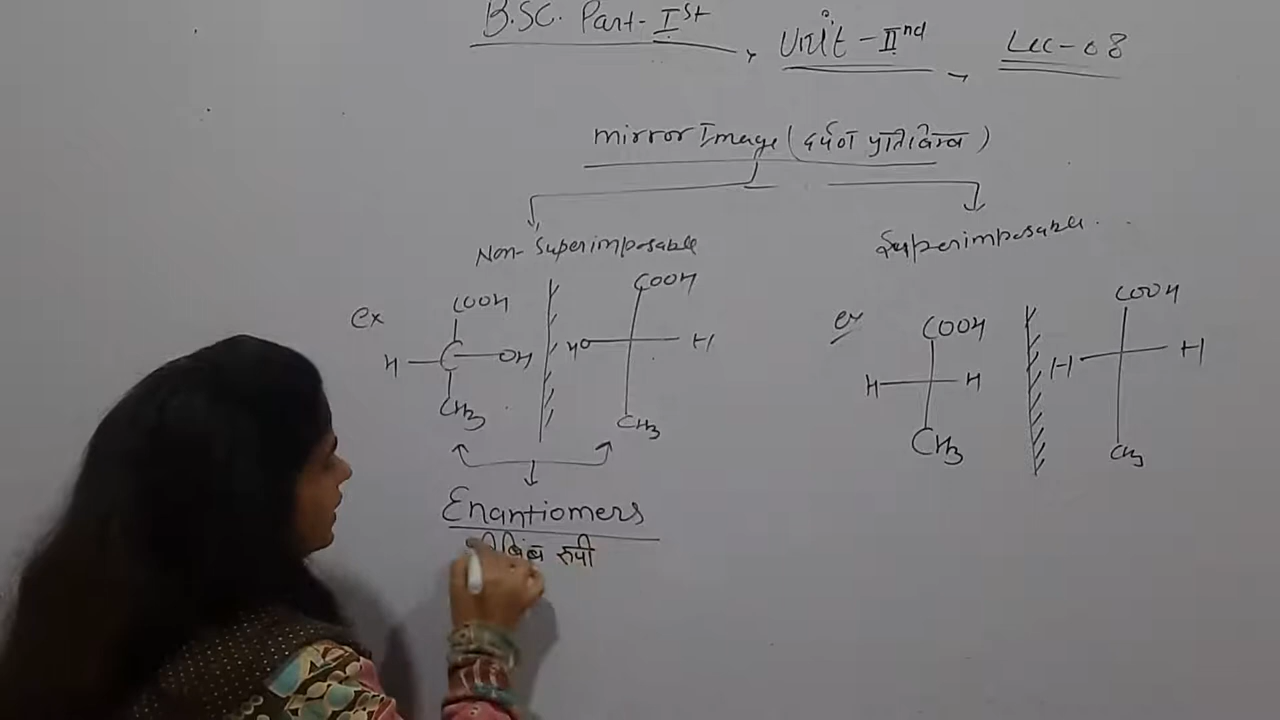 B.SC. Part-Ist, Unit-IInd, Lec-08
mirror Image (दर्पण प्रतिबिम्ब)
Non-Superimposable
Superimposable..
ex
COOH
H C OH
CH3
COOH
HO H
CH3
ex
COOH
H H
CH3
COOH
H H
CH3
Enantiomers
बिंब रूपी